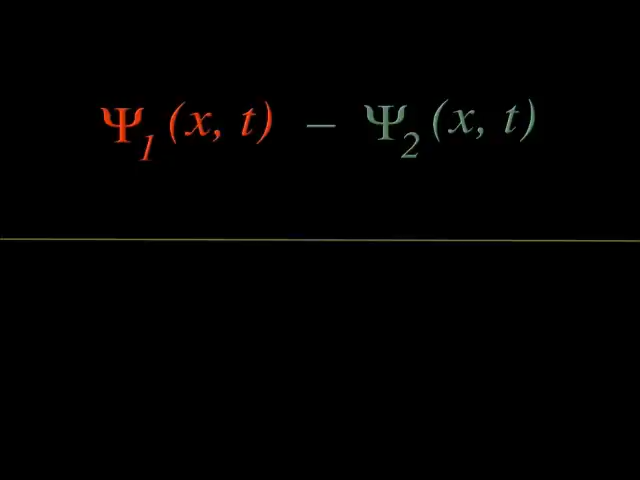 Ψ₁(x, t) – Ψ₂(x, t)